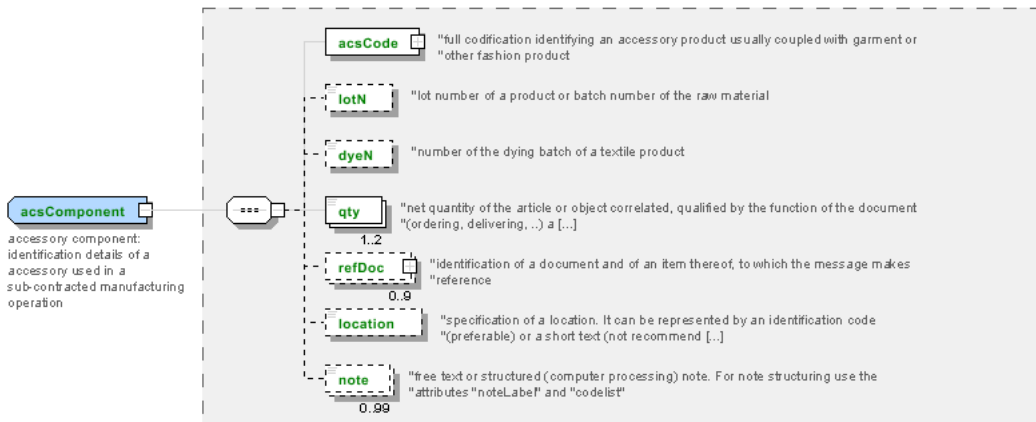 acsCode
"full codification identifying an accessory product usually coupled with garment or
"other fashion product
lotN
"lot number of a product or batch number of the raw material
dyeN
"number of the dying batch of a textile product
acsComponent
accessory component:
identification details of a
accessory used in a
sub-contracted manufacturing
operation
qty
"net quantity of the article or object correlated, qualified by the function of the document
"(ordering, delivering, ..) a [...]
1..2
refDoc
"identification of a document and of an item thereof, to which the message makes
"reference
0..9
location
"specification of a location. It can be represented by an identification code
"(preferable) or a short text (not recommend [...]
note
"free text or structured (computer processing) note. For note structuring use the
"attributes "noteLabel" and "codelist"
0..99